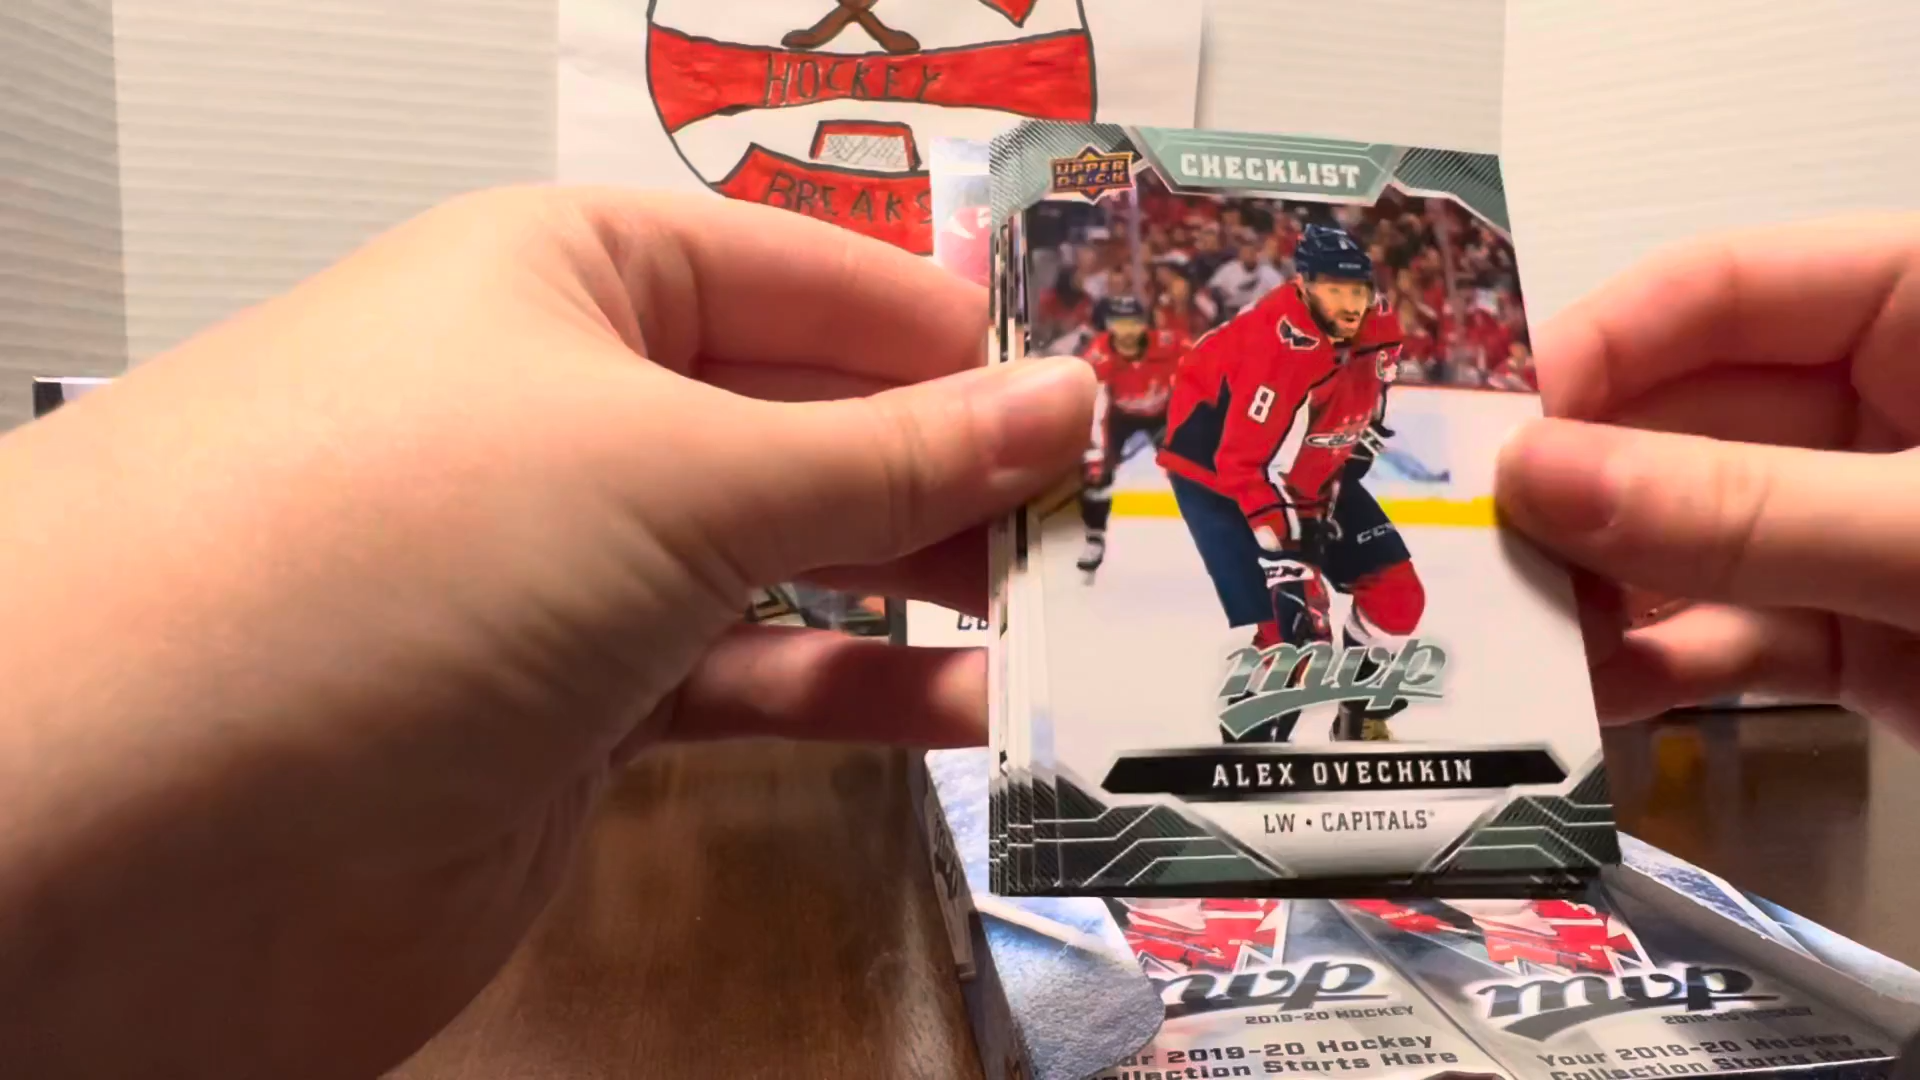 HOCKEY
BREAKS
UPPER
D·E·C·K
CHECKLIST
8
CCM
mvp
ALEX OVECHKIN
LW • CAPITALS
mvp
2019-20 HOCKEY
Your 2019-20 Hockey
Collection Starts Here
mvp
2019-20 HOCKEY
Your 2019-20 Hockey
Collection Starts Here